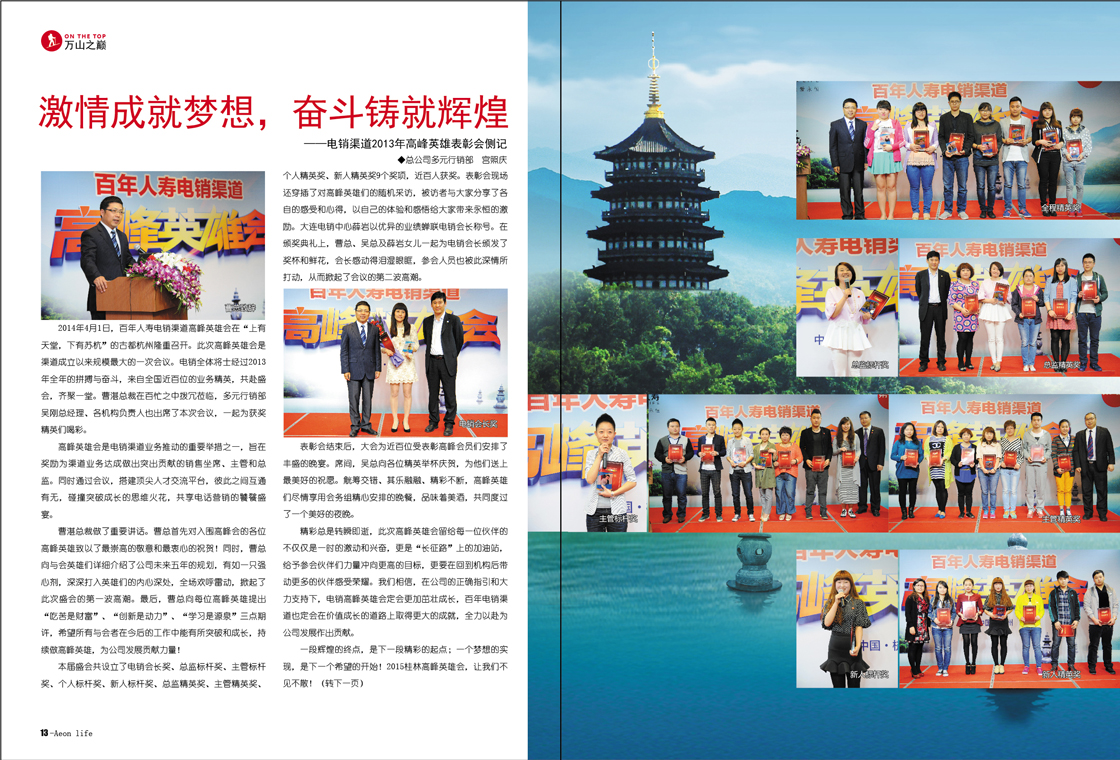 ON THE TOP
万山之巅
激情成就梦想，奋斗铸就辉煌
——电销渠道2013年高峰英雄表彰会侧记
◆总公司多元行销部 宫照庆
百年人寿电销渠道
高峰英雄会
2014年4月1日，百年人寿电销渠道高峰英雄会在“上有
天堂，下有苏杭”的古都杭州隆重召开。此次高峰英雄会是
渠道成立以来规模最大的一次会议。电销全体将士经过2013
年全年的拼搏与奋斗，来自全国近百位的业务精英，共赴盛
会，齐聚一堂。曹湛总裁在百忙之中拨冗莅临，多元行销部
吴刚总经理、各机构负责人也出席了本次会议，一起为获奖
精英们喝彩。
高峰英雄会是电销渠道业务推动的重要举措之一，旨在
奖励为渠道业务达成做出突出贡献的销售坐席、主管和总
监。同时通过会议，搭建顶尖人才交流平台，彼此之间互通
有无，碰撞突破成长的思维火花，共享电话营销的饕餮盛
宴。
曹湛总裁做了重要讲话。曹总首先对入围高峰会的各位
高峰英雄致以了最崇高的敬意和最衷心的祝贺！同时，曹总
向与会英雄们详细介绍了公司未来五年的规划，有如一只强
心剂，深深打入英雄们的内心深处，全场欢呼雷动，掀起了
此次盛会的第一波高潮。最后，曹总向每位高峰英雄提出
“吃苦是财富”、“创新是动力”、“学习是源泉”三点期
许，希望所有与会者在今后的工作中能有所突破和成长，持
续做高峰英雄，为公司发展贡献力量！
本届盛会共设立了电销会长奖、总监标杆奖、主管标杆
奖、个人标杆奖、新人标杆奖、总监精英奖、主管精英奖、
个人精英奖、新人精英奖9个奖项，近百人获奖。表彰会现场
还穿插了对高峰英雄们的随机采访，被访者与大家分享了各
自的感受和心得，以自己的体验和感悟给大家带来永恒的激
励。大连电销中心薛岩以优异的业绩蝉联电销会长称号。在
颁奖典礼上，曹总、吴总及薛岩女儿一起为电销会长颁发了
奖杯和鲜花，会长感动得泪湿眼眶，参会人员也被此深情所
打动，从而掀起了会议的第二波高潮。
百年人寿电销渠道
高峰英雄会
电销会长奖
表彰会结束后，大会为近百位受表彰高峰会员们安排了
丰盛的晚宴。席间，吴总向各位精英举杯庆贺，为他们送上
最美好的祝愿。觥筹交错，其乐融融，精彩不断，高峰英雄
们尽情享用会务组精心安排的晚餐，品味着美酒，共同度过
了一个美好的夜晚。
精彩总是转瞬即逝，此次高峰英雄会留给每一位伙伴的
不仅仅是一时的激动和兴奋，更是“长征路”上的加油站，
给予参会伙伴们力量冲向更高的目标，更要在回到机构后带
动更多的伙伴感受荣耀。我们相信，在公司的正确指引和大
力支持下，电销高峰英雄会定会更加茁壮成长，百年电销渠
道也定会在价值成长的道路上取得更大的成就，全力以赴为
公司发展作出贡献。
一段辉煌的终点，是下一段精彩的起点；一个梦想的实
现，是下一个希望的开始！2015桂林高峰英雄会，让我们不
见不散！（转下一页）
13-Aeon life
百年人寿电销渠道
全程精英奖
总监标杆奖
百年人寿电销渠道
总监精英奖
主管标杆奖
百年人寿电销渠道
百年人寿电销渠道
主管精英奖
新人标杆奖
百年人寿电销渠道
新人精英奖